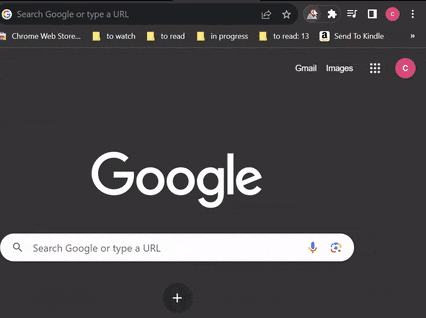 Search Google or type a URL
C
Chrome Web Store...
to watch
to read
in progress
to read: 13
a
Send To Kindle
»
Gmail
Images
C
Google
Search Google or type a URL